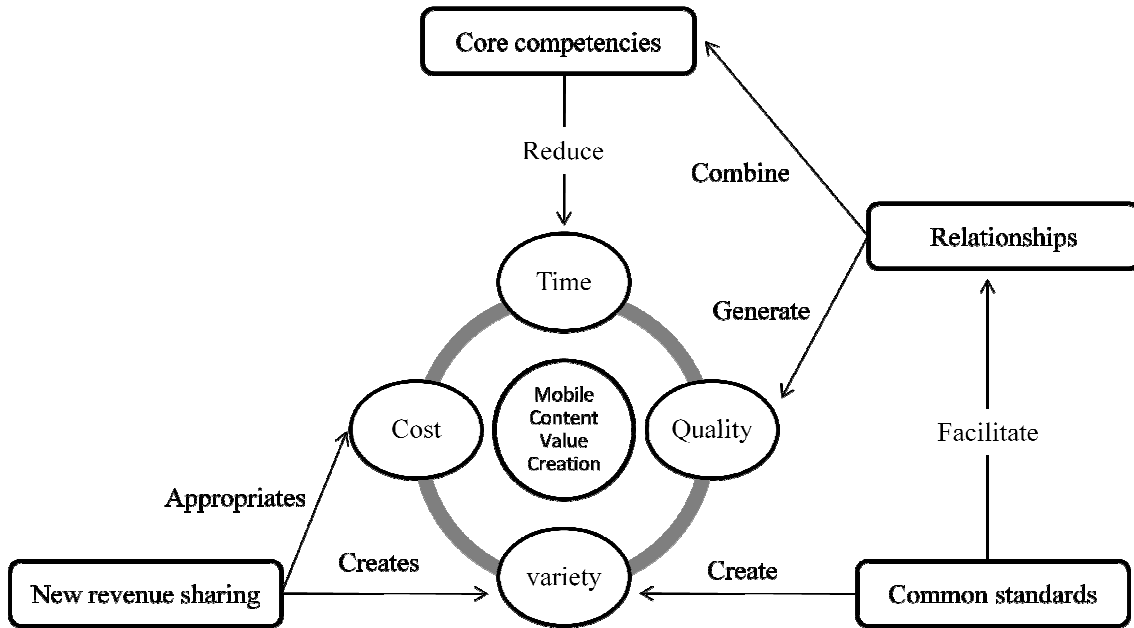 Core competencies
Reduce
Combine
Relationships
Time
Generate
Mobile
Content
Value
Creation
Cost
Quality
Facilitate
Appropriates
Creates
Create
New revenue sharing
variety
Common standards